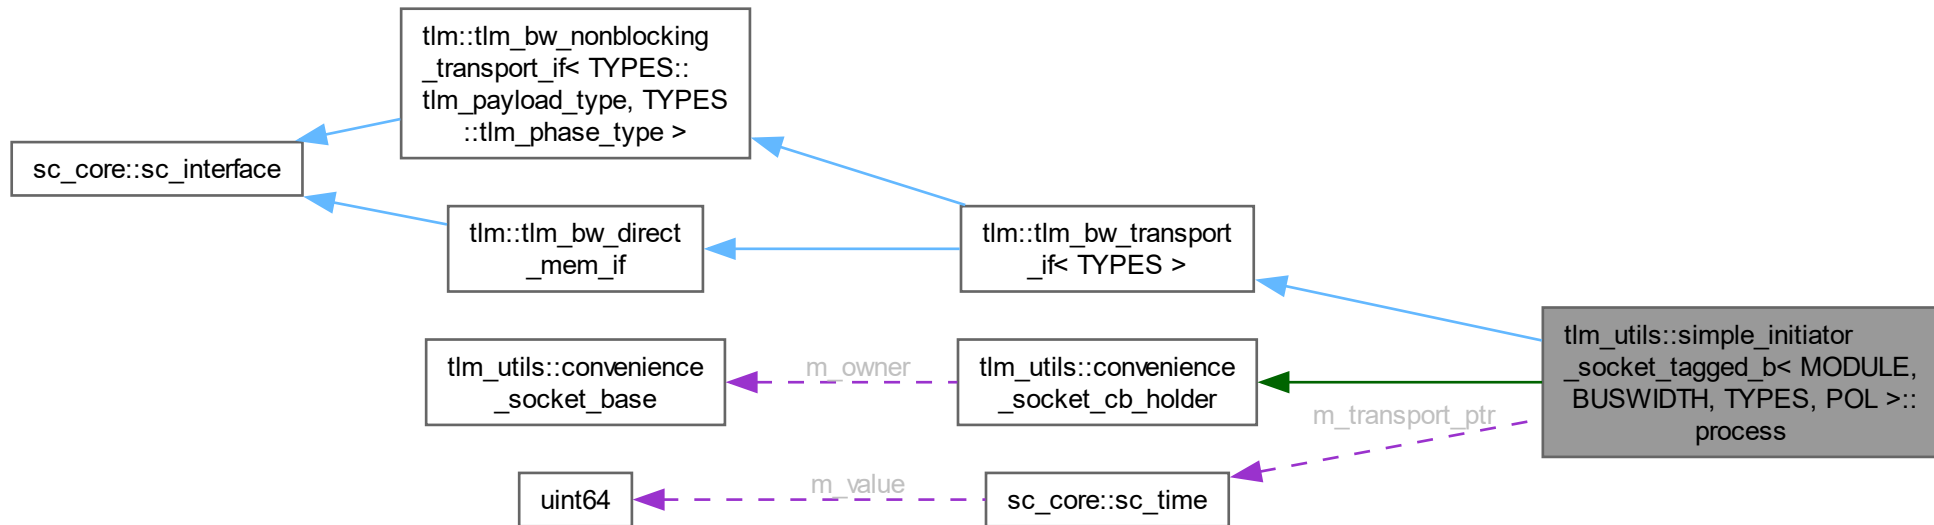 tlm::tlm_bw_nonblocking
_transport_if< TYPES::
tlm_payload_type, TYPES
::tlm_phase_type >
sc_core::sc_interface
tlm::tlm_bw_direct
_mem_if
tlm::tlm_bw_transport
_if< TYPES >
tlm_utils::simple_initiator
_socket_tagged_b< MODULE,
BUSWIDTH, TYPES, POL >::
process
tlm_utils::convenience
_socket_base
m_owner
tlm_utils::convenience
_socket_cb_holder
m_transport_ptr
uint64
m_value
sc_core::sc_time